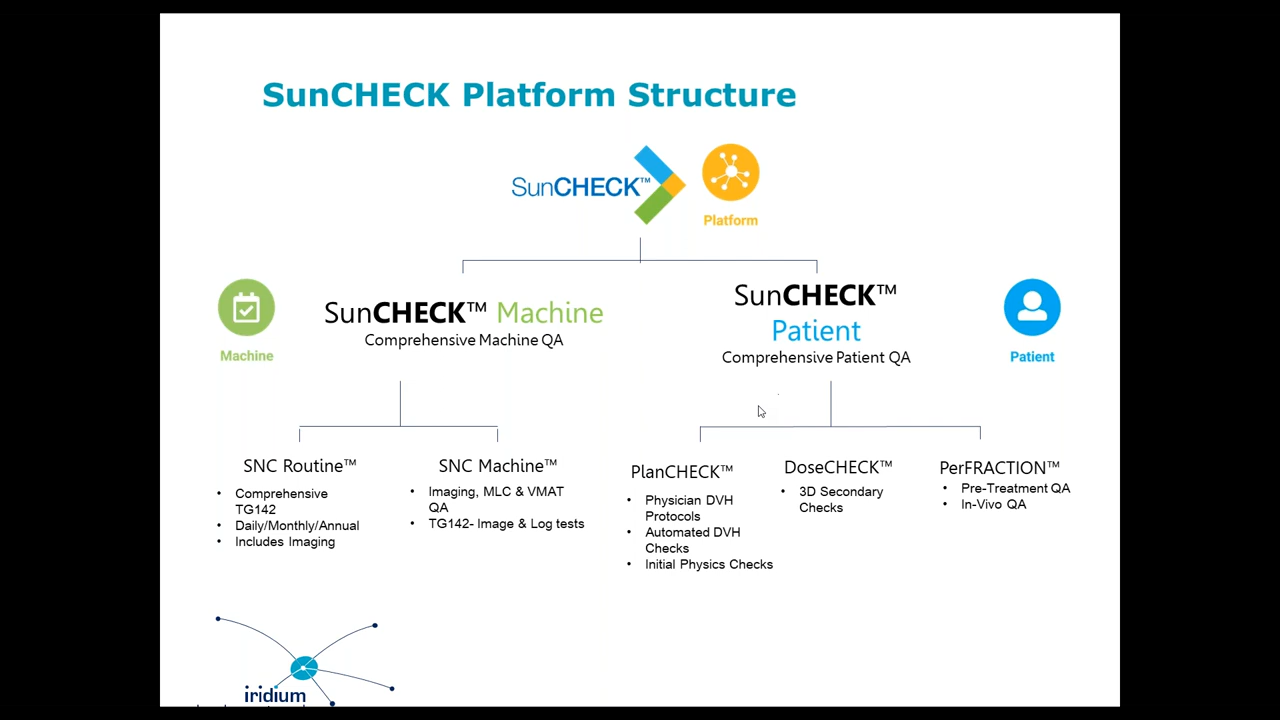 SunCHECK Platform Structure
SunCHECK™
Platform
Machine
SunCHECK™ Machine
Comprehensive Machine QA
SunCHECK™
Patient
Comprehensive Patient QA
Patient
SNC Routine™
• Comprehensive
TG142
• Daily/Monthly/Annual
• Includes Imaging
SNC Machine™
• Imaging, MLC & VMAT
QA
• TG142- Image & Log tests
PlanCHECK™
• Physician DVH
Protocols
• Automated DVH
Checks
• Initial Physics Checks
DoseCHECK™
• 3D Secondary
Checks
PerFRACTION™
• Pre-Treatment QA
• In-Vivo QA
iridium